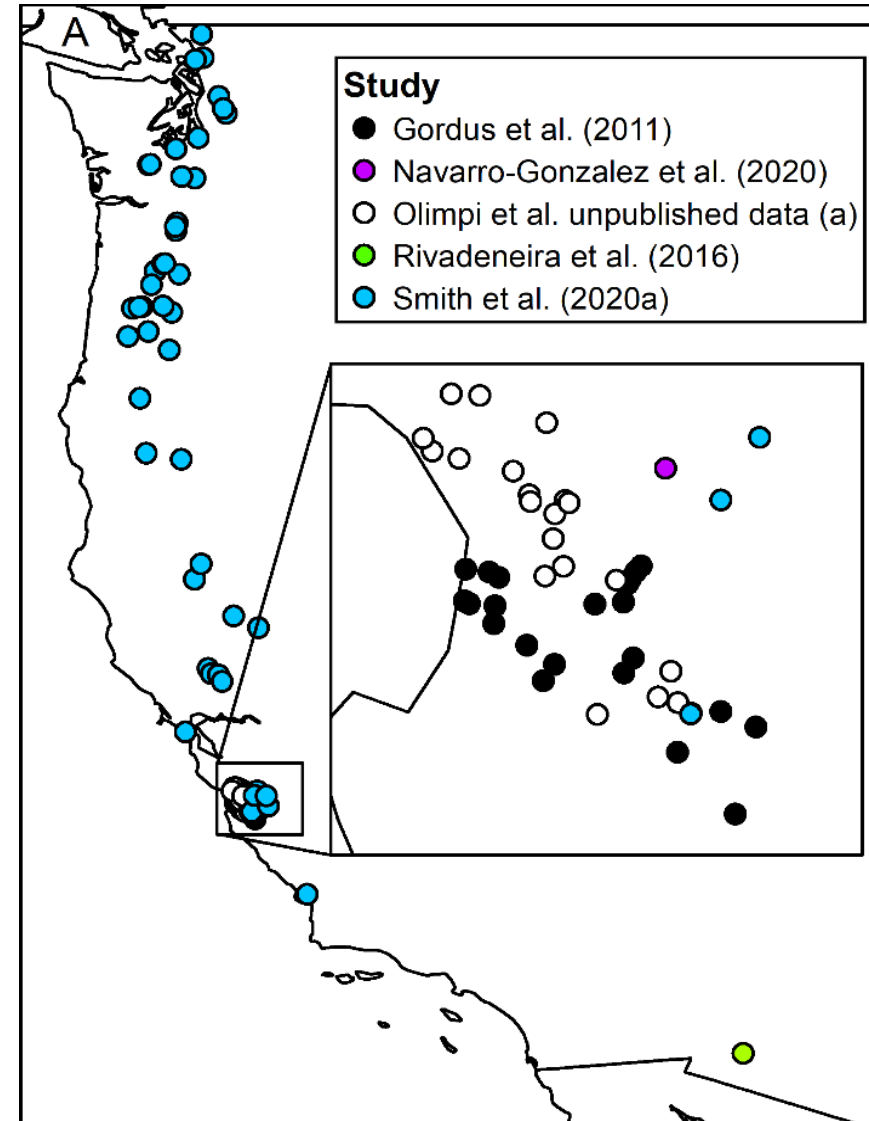 A
Study
Gordus et al. (2011)
Navarro-Gonzalez et al. (2020)
Olimpi et al. unpublished data (a)
Rivadeneira et al. (2016)
Smith et al. (2020a)